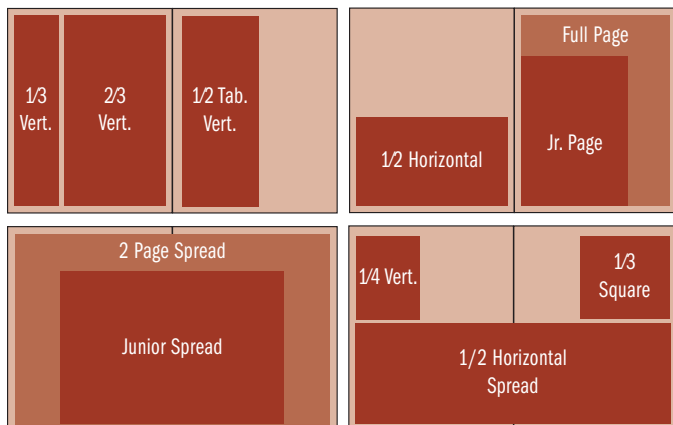 1/3
Vert.
2/3
Vert.
1/2 Tab.
Vert.
1/2 Horizontal
Full Page
Jr. Page
2 Page Spread
Junior Spread
1/4 Vert.
1/3
Square
1/2 Horizontal
Spread